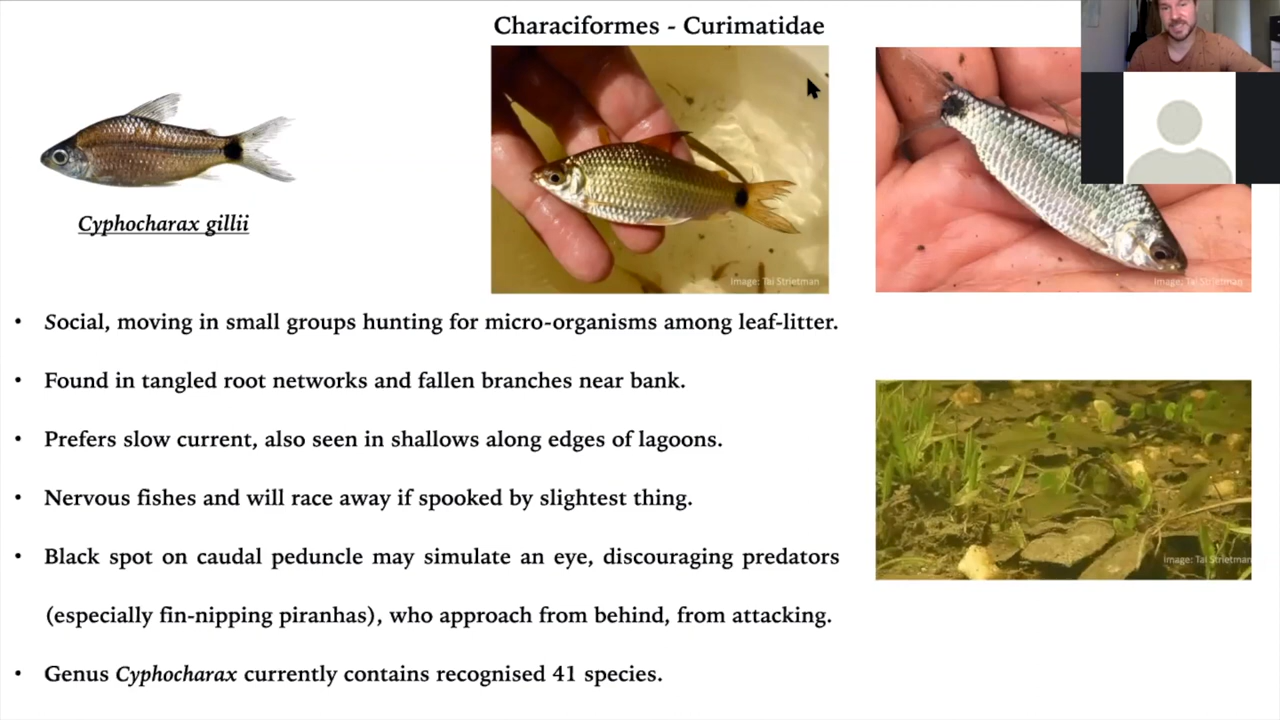 Characiformes - Curimatidae
Cyphocharax gillii
Image: Tai Strietman
Image: Tai Strietman
• Social, moving in small groups hunting for micro-organisms among leaf-litter.
• Found in tangled root networks and fallen branches near bank.
• Prefers slow current, also seen in shallows along edges of lagoons.
• Nervous fishes and will race away if spooked by slightest thing.
• Black spot on caudal peduncle may simulate an eye, discouraging predators
(especially fin-nipping piranhas), who approach from behind, from attacking.
• Genus Cyphocharax currently contains recognised 41 species.
Image: Tai Strietman